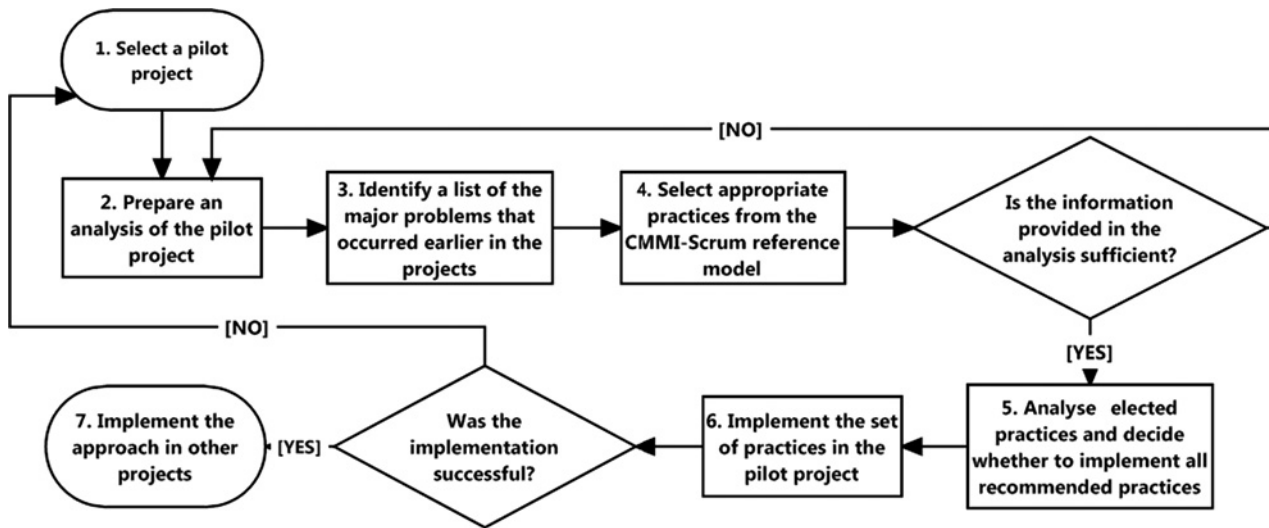 1. Select a pilot
project
[NO]
2. Prepare an
analysis of the pilot
project
3. Identify a list of the
major problems that
occurred earlier in the
projects
4. Select appropriate
practices from the
CMMI-Scrum reference
model
Is the information
provided in the
analysis sufficient?
[YES]
5. Analyse elected
practices and decide
whether to implement all
recommended practices
6. Implement the set
of practices in the
pilot project
Was the
implementation
successful?
[NO]
[YES]
7. Implement the
approach in other
projects